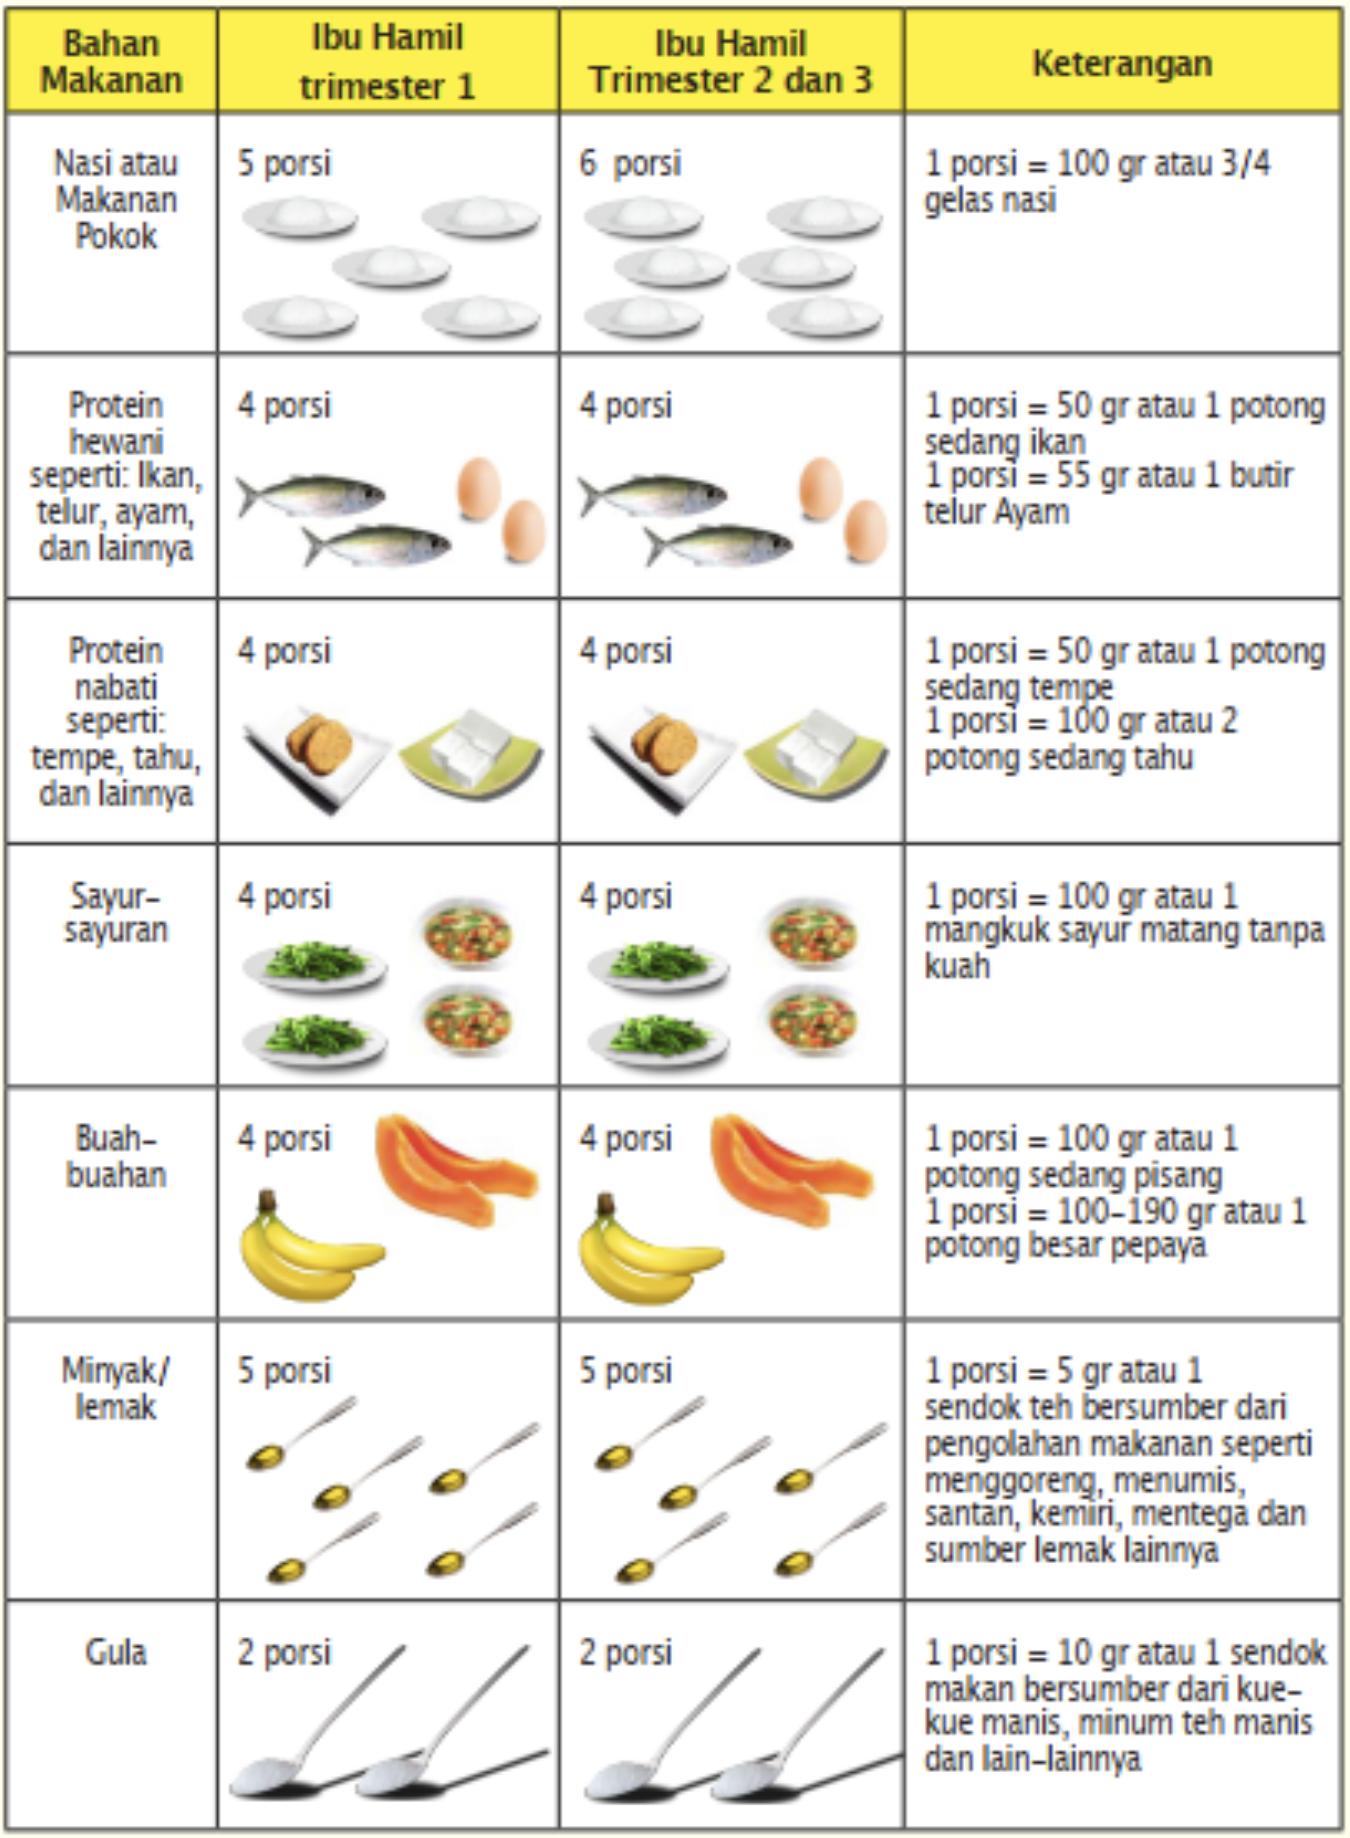 Bahan
Makanan
Ibu Hamil
trimester 1
Ibu Hamil
Trimester 2 dan 3
Keterangan
Nasi atau
Makanan
Pokok
5 porsi
6 porsi
1 porsi = 100 gr atau 3/4
gelas nasi
Protein
hewani
seperti: Ikan,
telur, ayam,
dan lainnya
4 porsi
4 porsi
1 porsi = 50 gr atau 1 potong
sedang ikan
1 porsi = 55 gr atau 1 butir
telur Ayam
Protein
nabati
seperti:
tempe, tahu,
dan lainnya
4 porsi
4 porsi
1 porsi = 50 gr atau 1 potong
sedang tempe
1 porsi = 100 gr atau 2
potong sedang tahu
Sayur-
sayuran
4 porsi
4 porsi
1 porsi = 100 gr atau 1
mangkuk sayur matang tanpa
kuah
Buah-
buahan
4 porsi
4 porsi
1 porsi = 100 gr atau 1
potong sedang pisang
1 porsi = 100-190 gr atau 1
potong besar pepaya
Minyak/
lemak
5 porsi
5 porsi
1 porsi = 5 gr atau 1
sendok teh bersumber dari
pengolahan makanan seperti
menggoreng, menumis,
santan, kemiri, mentega dan
sumber lemak lainnya
Gula
2 porsi
2 porsi
1 porsi = 10 gr atau 1 sendok
makan bersumber dari kue-
kue manis, minum teh manis
dan lain-lainnya